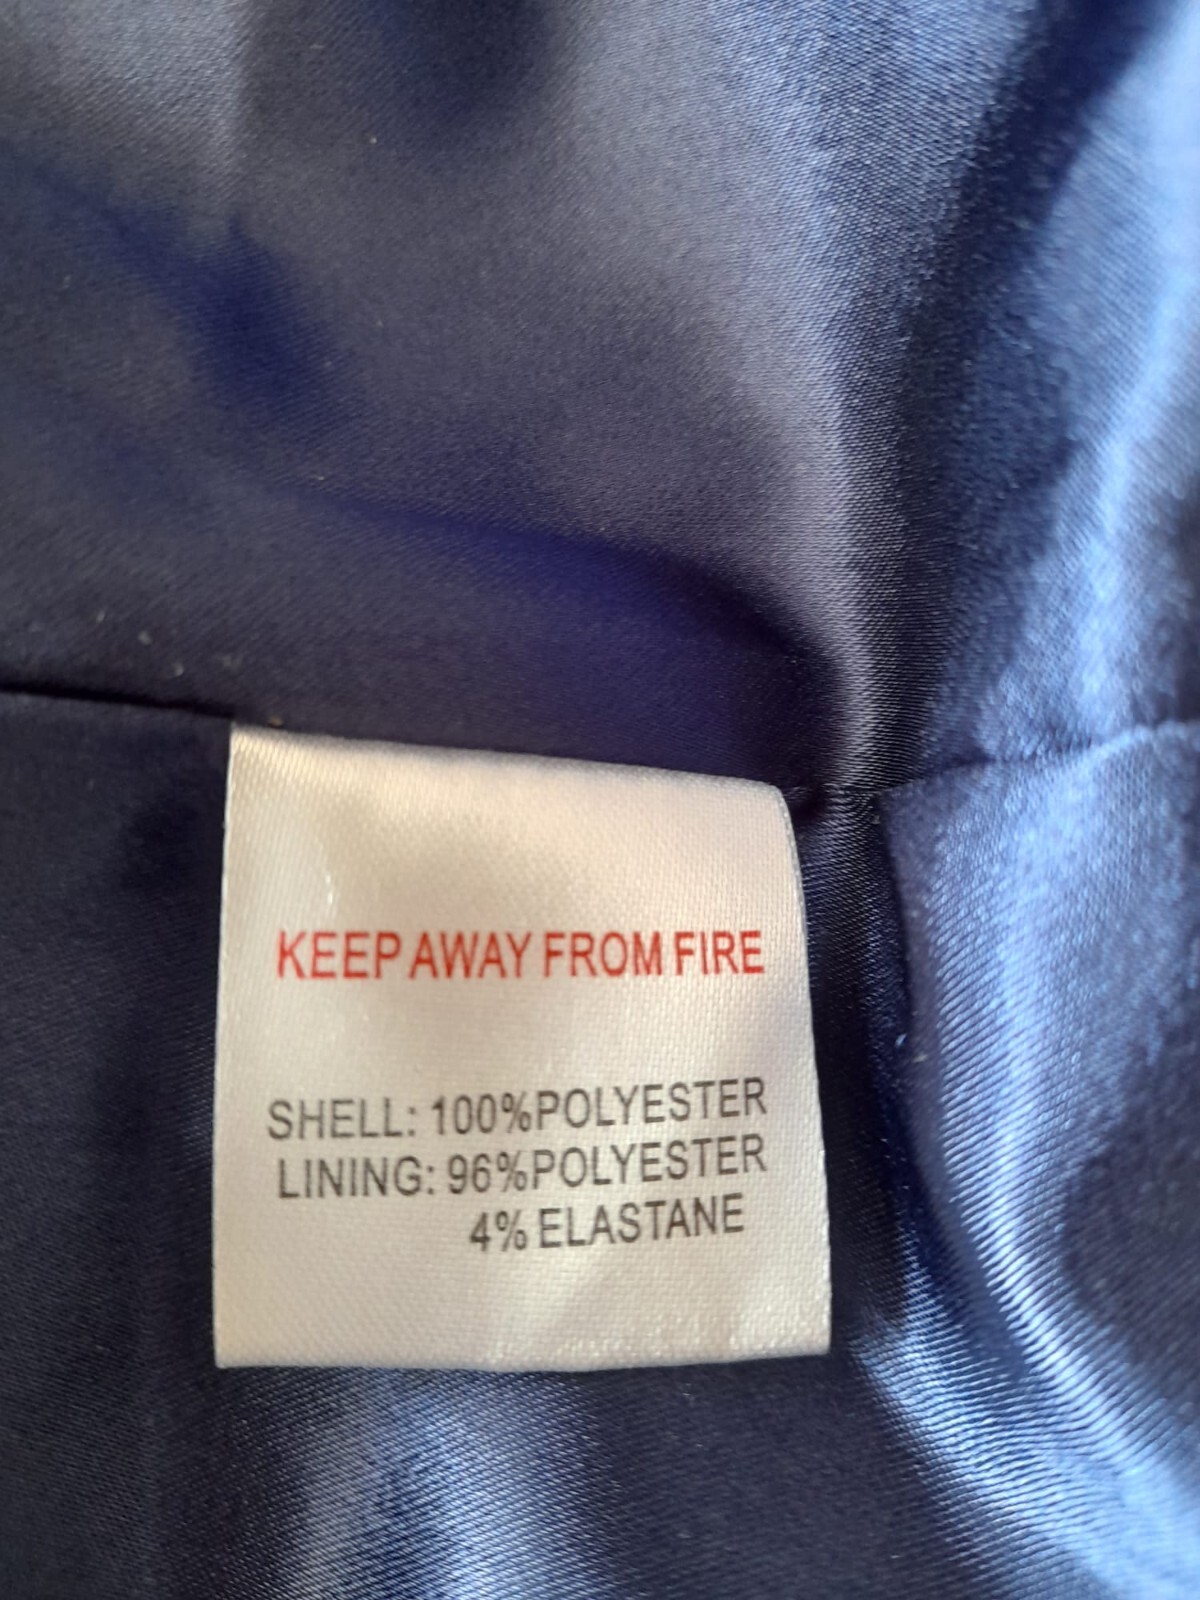 KEEP AWAY FROM FIRE
SHELL: 100%POLYESTER
LINING: 96%POLYESTER
4% ELASTANE